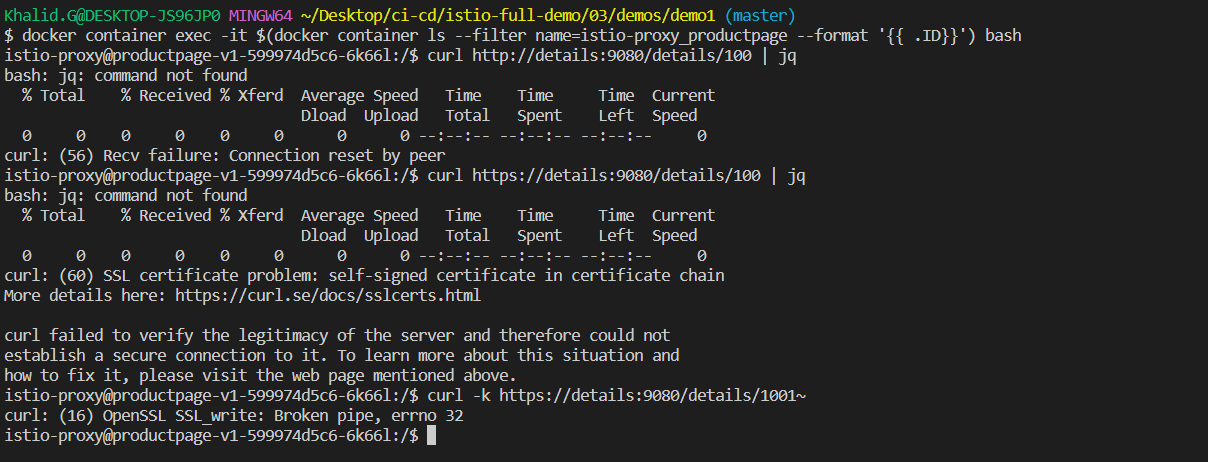 Khalid.G@DESKTOP-JS96JP0 MINGW64 ~/Desktop/ci-cd/istio-full-demo/03/demos/demo1 (master)
$ docker container exec -it $(docker container ls --filter name=istio-proxy_productpage --format '{{ .ID}}') bash
istio-proxy@productpage-v1-599974d5c6-6k66l:/$ curl http://details:9080/details/100 | jq
bash: jq: command not found
  % Total    % Received % Xferd  Average Speed   Time    Time     Time  Current
                                 Dload  Upload   Total   Spent    Left  Speed
  0     0    0     0    0     0      0      0 --:--:-- --:--:-- --:--:--     0
curl: (56) Recv failure: Connection reset by peer
istio-proxy@productpage-v1-599974d5c6-6k66l:/$ curl https://details:9080/details/100 | jq
bash: jq: command not found
  % Total    % Received % Xferd  Average Speed   Time    Time     Time  Current
                                 Dload  Upload   Total   Spent    Left  Speed
  0     0    0     0    0     0      0      0 --:--:-- --:--:-- --:--:--     0
curl: (60) SSL certificate problem: self-signed certificate in certificate chain
More details here: https://curl.se/docs/sslcerts.html

curl failed to verify the legitimacy of the server and therefore could not
establish a secure connection to it. To learn more about this situation and
how to fix it, please visit the web page mentioned above.
istio-proxy@productpage-v1-599974d5c6-6k66l:/$ curl -k https://details:9080/details/1001~
curl: (16) OpenSSL SSL_write: Broken pipe, errno 32
istio-proxy@productpage-v1-599974d5c6-6k66l:/$